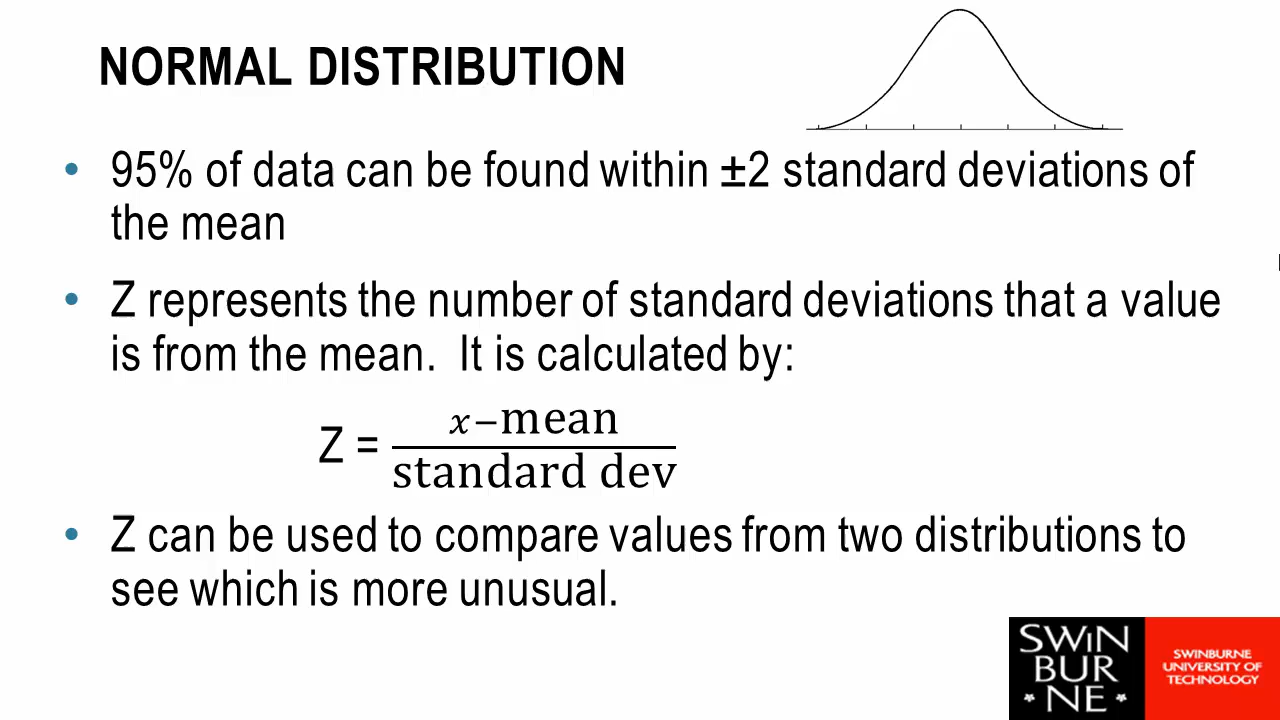 NORMAL DISTRIBUTION
• 95% of data can be found within ±2 standard deviations of
the mean
• Z represents the number of standard deviations that a value
is from the mean.  It is calculated by:
x–mean
Z =
standard dev
• Z can be used to compare values from two distributions to
see which is more unusual.
SWIN
BUR
*NE*
SWINBURNE
UNIVERSITY OF
TECHNOLOGY